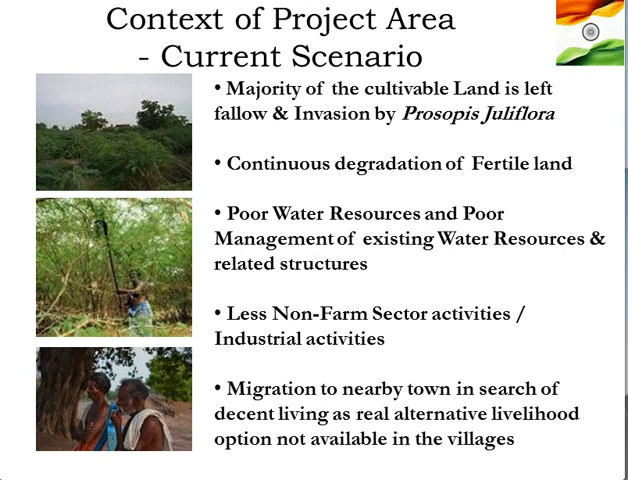 Context of Project Area
- Current Scenario
• Majority of the cultivable Land is left
fallow & Invasion by Prosopis Juliflora
• Continuous degradation of Fertile land
• Poor Water Resources and Poor
Management of existing Water Resources &
related structures
• Less Non-Farm Sector activities /
Industrial activities
• Migration to nearby town in search of
decent living as real alternative livelihood
option not available in the villages